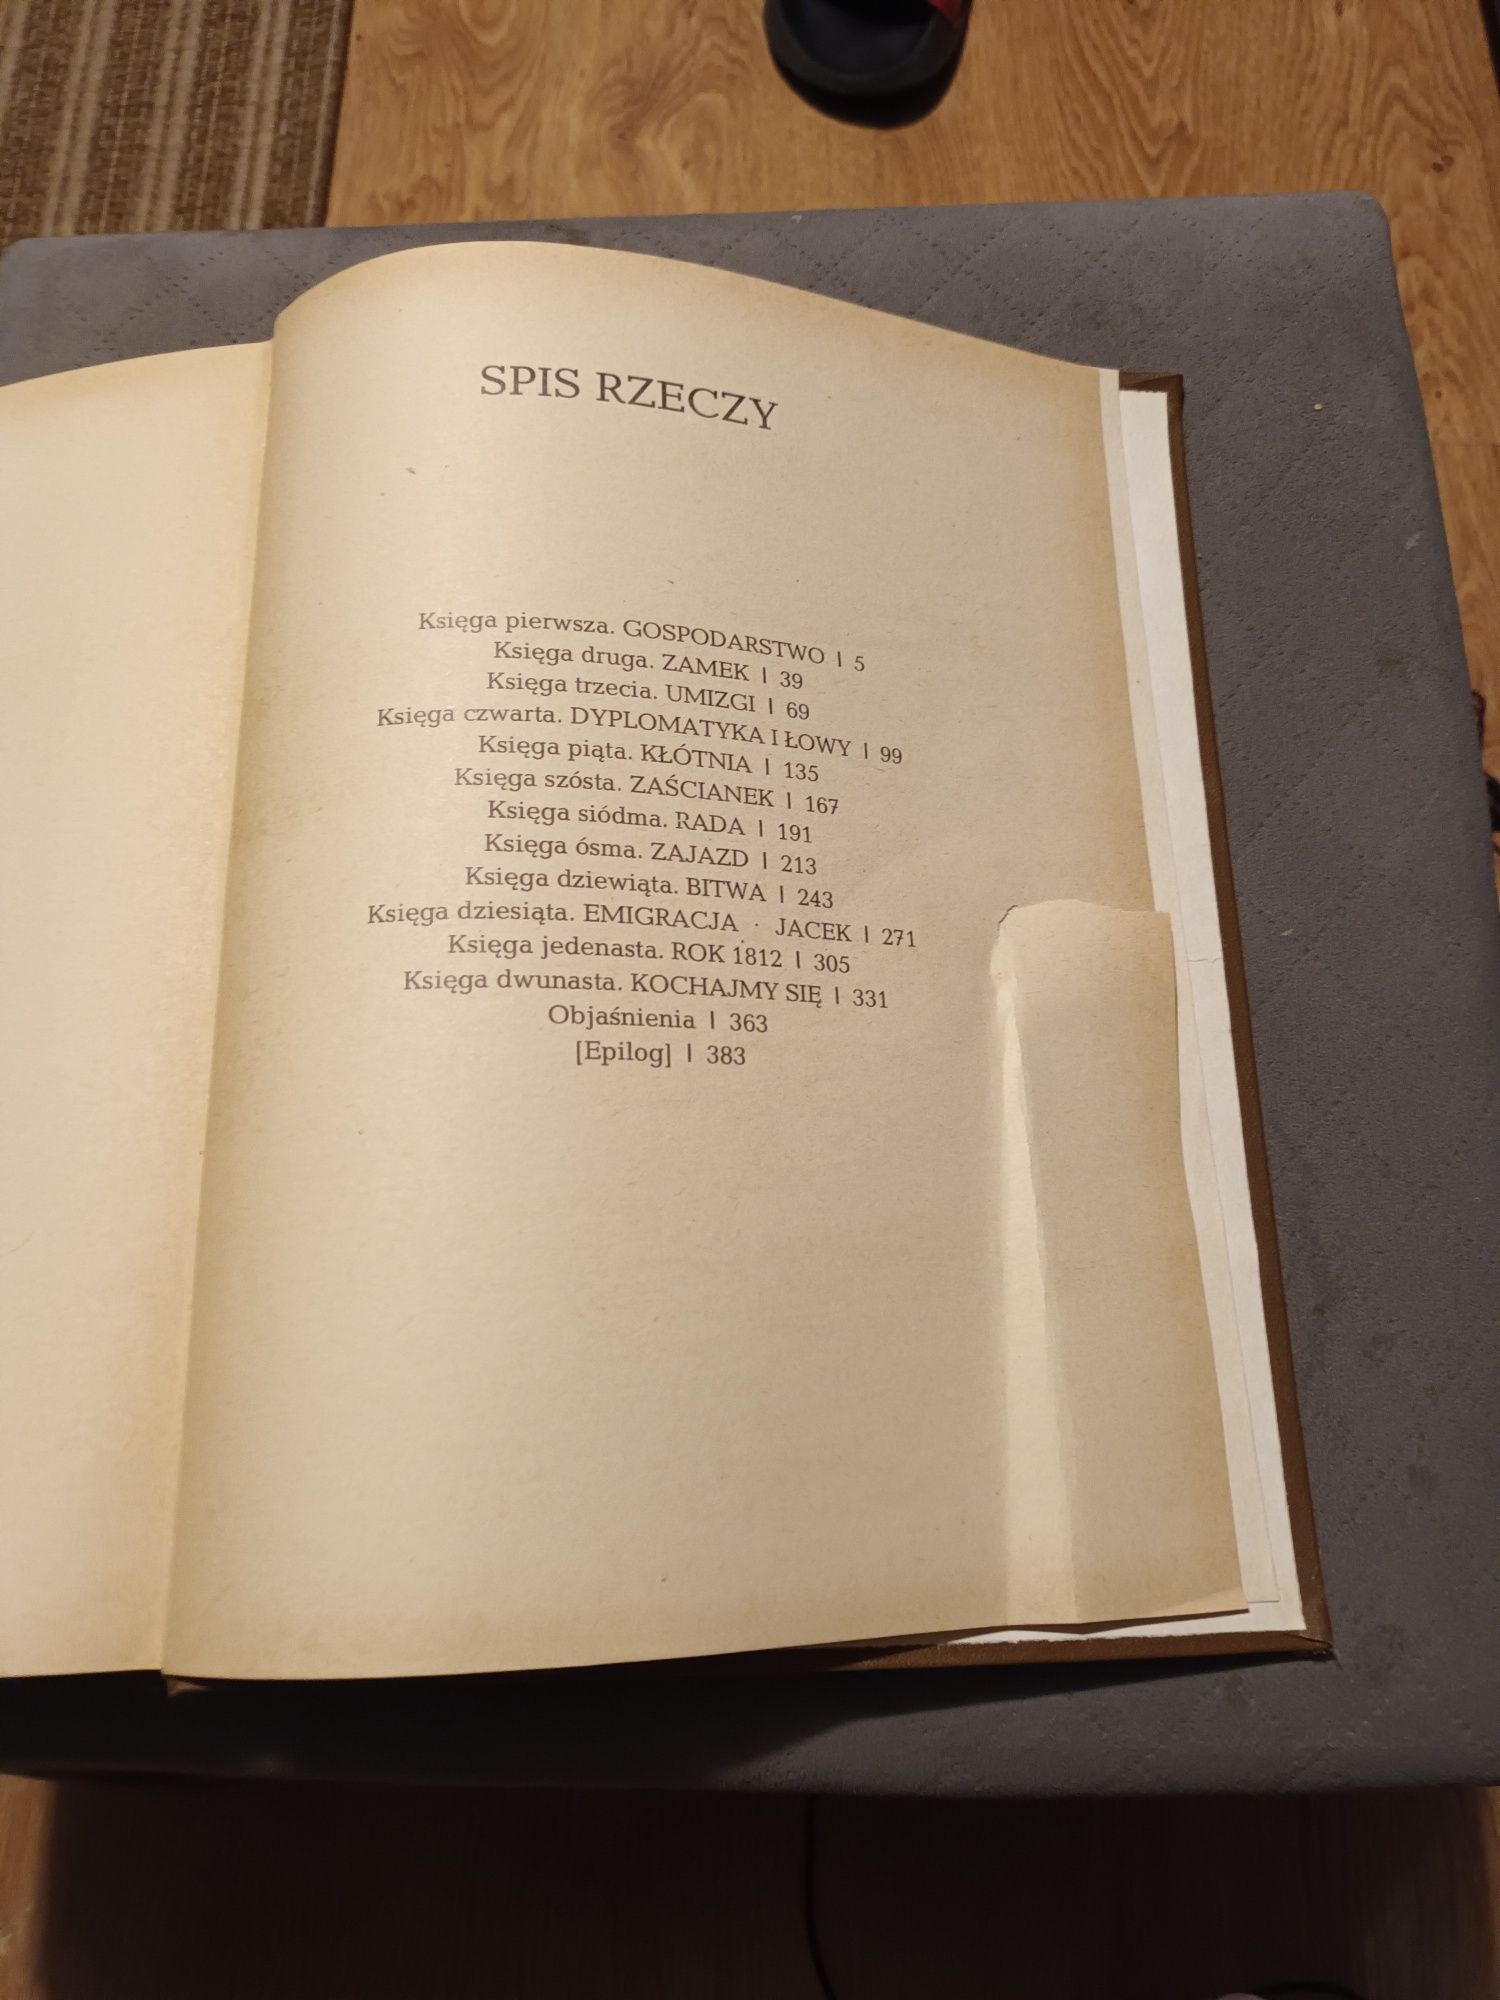 SPIS RZECZY
Księga pierwsza. GOSPODARSTWO | 5
Księga druga. ZAMEK | 39
Księga trzecia. UMIZGI | 69
Księga czwarta. DYPLOMATYKA I ŁOWY | 99
Księga piąta. KŁÓTNIA | 135
Księga szósta. ZAŚCIANEK | 167
Księga siódma. RADA | 191
Księga ósma. ZAJAZD | 213
Księga dziewiąta. BITWA | 243
Księga dziesiąta. EMIGRACJA · JACEK | 271
Księga jedenasta. ROK 1812 | 305
Księga dwunasta. KOCHAJMY SIĘ | 331
Objaśnienia | 363
[Epilog] | 383